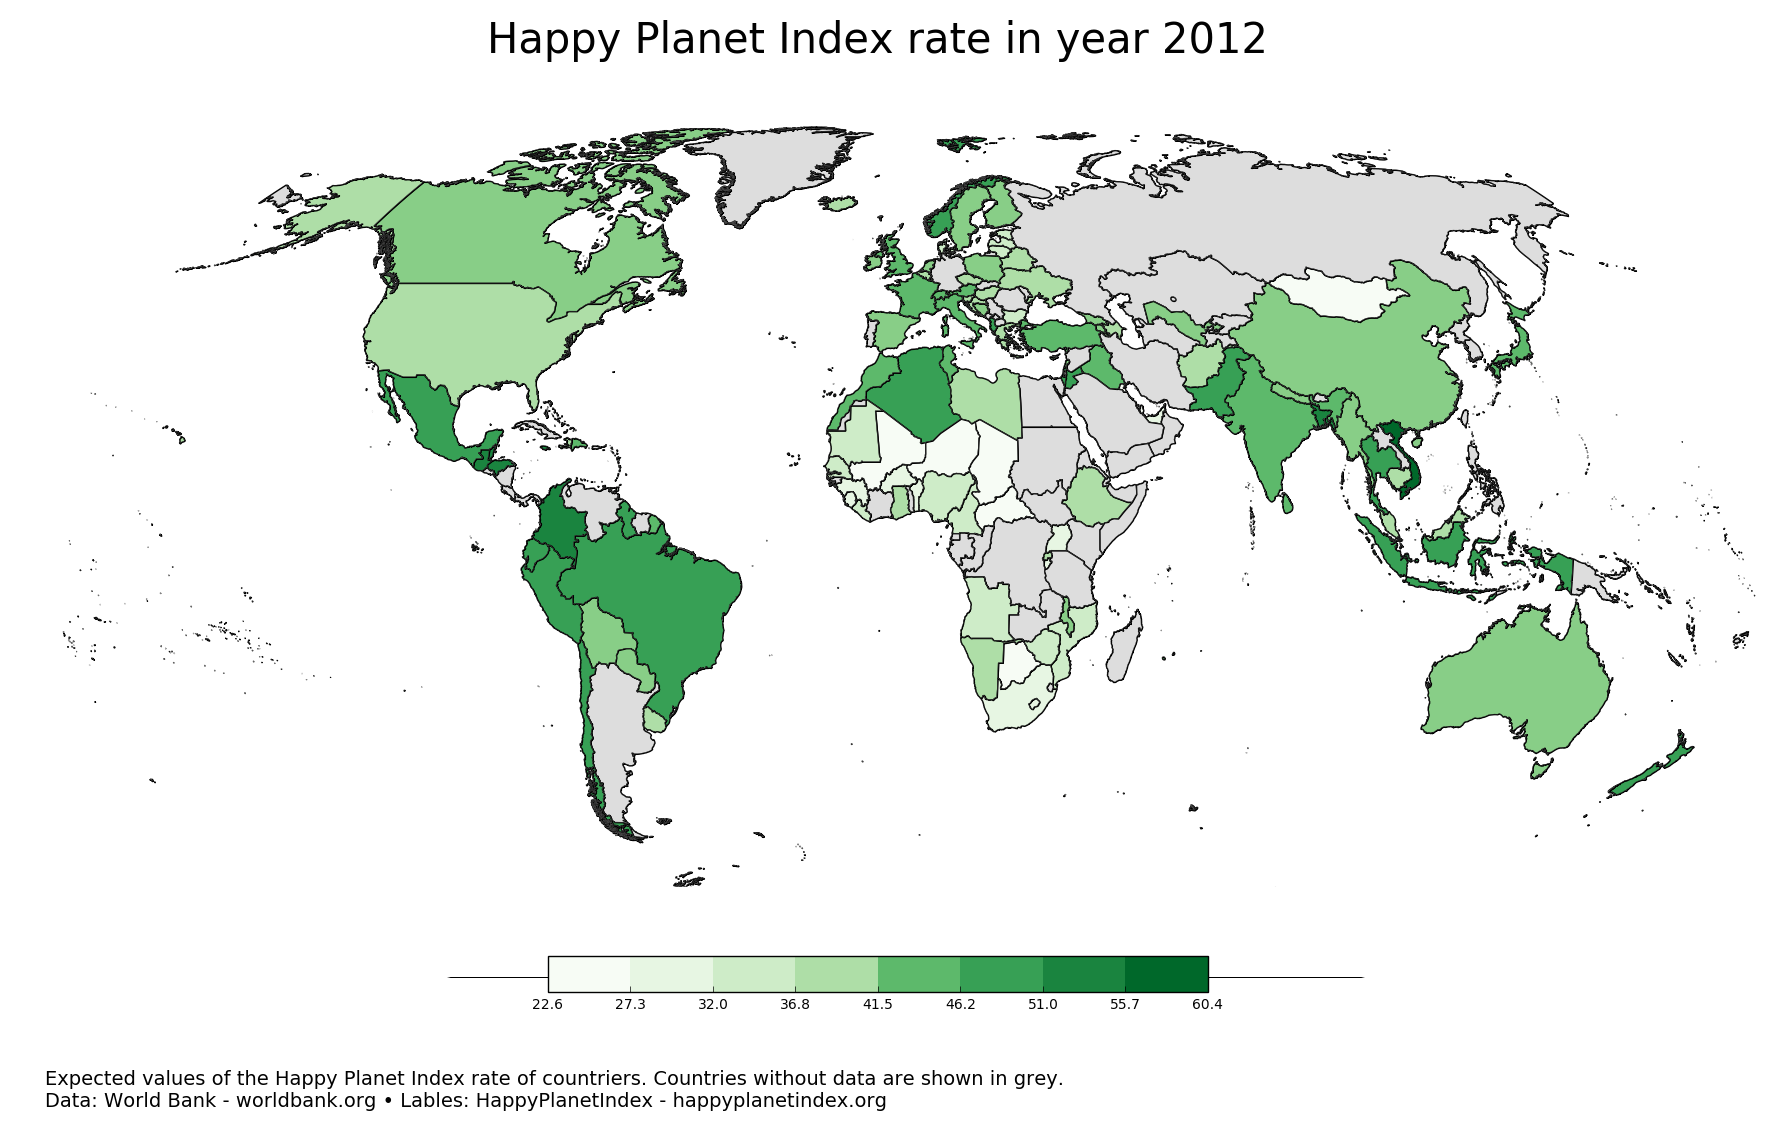 Happy Planet Index rate in year 2012
22.6 27.3 32.0 36.8 41.5 46.2 51.0 55.7 60.4
Expected values of the Happy Planet Index rate of countriers. Countries without data are shown in grey.
Data: World Bank - worldbank.org • Lables: HappyPlanetIndex - happyplanetindex.org